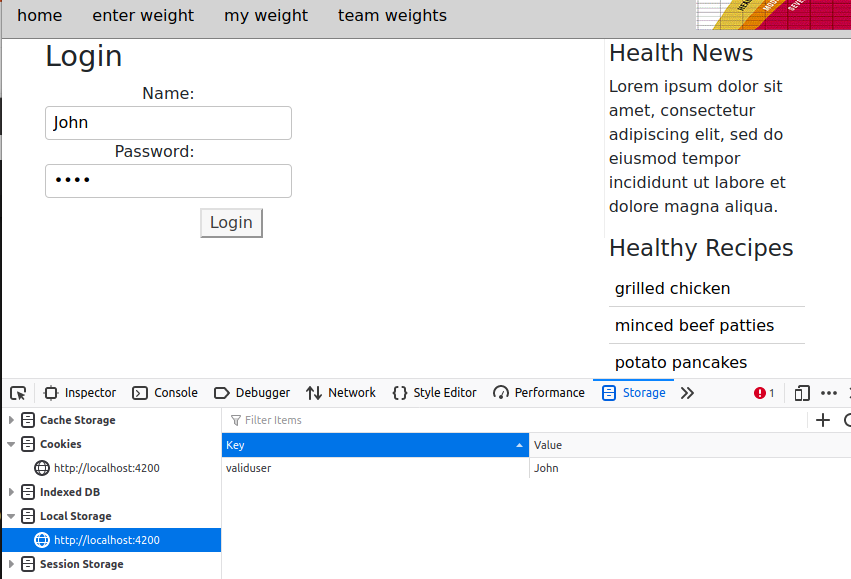 home enter weight my weight team weights
Login
Name:
John
Password:
••••
Login
Health News
Lorem ipsum dolor sit
amet, consectetur
adipiscing elit, sed do
eiusmod tempor
incididunt ut labore et
dolore magna aliqua.
Healthy Recipes
grilled chicken
minced beef patties
potato pancakes
Inspector Console Debugger Network Style Editor Performance Storage 1
Cache Storage
Cookies
http://localhost:4200
Indexed DB
Local Storage
http://localhost:4200
Session Storage
Filter Items
Key Value
validuser John